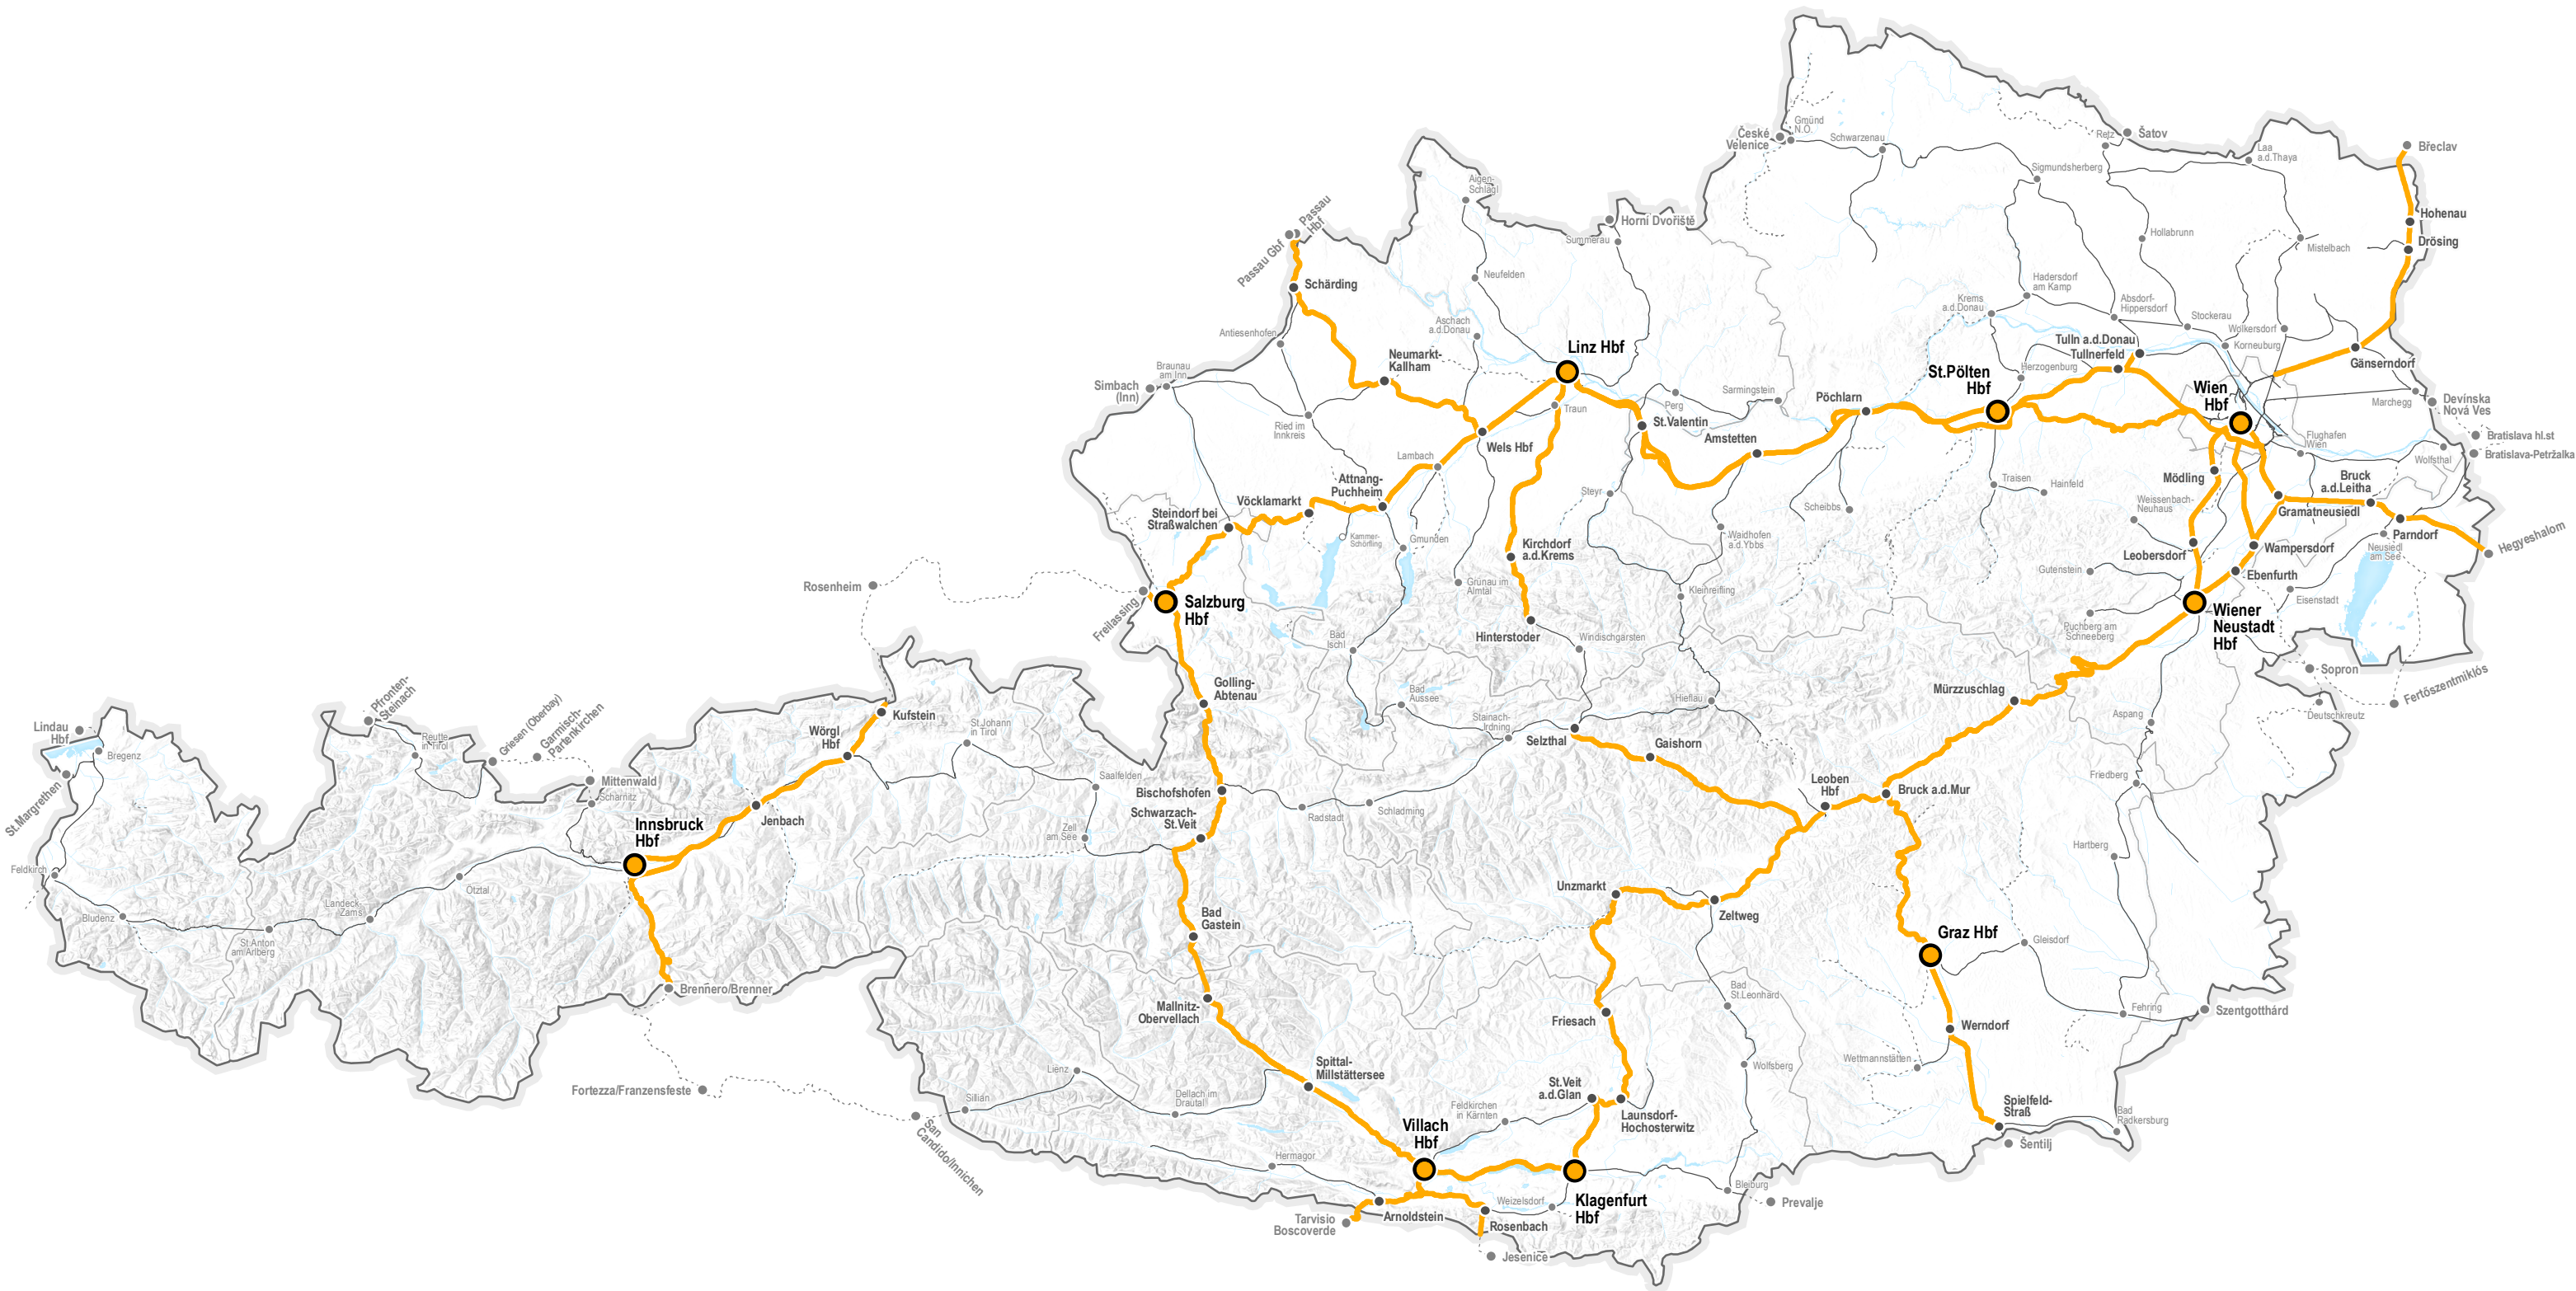 České
Velenice
Gmünd
N.Ö.
Schwarzenau
Retz
Šatov
Laa
a.d.Thaya
Břeclav
Sigmundsherberg
Aigen-
Schlägl
Passau
Hbf
Passau Gbf
Horní Dvořiště
Summerau
Hollabrunn
Mistelbach
Hohenau
Drösing
Schärding
Neufelden
Hadersdorf
am Kamp
Krems
a.d.Donau
Absdorf-
Hippersdorf
Stockerau
Wolkersdorf
Korneuburg
Antiesenhofen
Aschach
a.d.Donau
Linz Hbf
Neumarkt-
Kallham
Tulln a.d.Donau
Tullnerfeld
Gänserndorf
Braunau
am Inn
Simbach
(Inn)
St.Pölten
Hbf
Herzogenburg
Wien
Hbf
Marchegg
Devínska
Nová Ves
Perg
Sarmingstein
Pöchlarn
Traun
St.Valentin
Amstetten
Ried im
Innkreis
Wels Hbf
Lambach
Flughafen
Wien
Wolfsthal
Bratislava hl.st
Bratislava-Petržalka
Attnang-
Puchheim
Vöcklamarkt
Steindorf bei
Straßwalchen
Steyr
Scheibbs
Traisen
Hainfeld
Mödling
Weissenbach-
Neuhaus
Bruck
a.d.Leitha
Gramatneusiedl
Parndorf
Neusiedl
am See
Hegyeshalom
Kammer-
Schörfling
Gmunden
Kirchdorf
a.d.Krems
Waidhofen
a.d.Ybbs
Leobersdorf
Wampersdorf
Gutenstein
Ebenfurth
Eisenstadt
Rosenheim
Freilassing
Salzburg
Hbf
Grünau im
Almtal
Kleinreifling
Hinterstoder
Windischgarsten
Bad
Ischl
Puchberg am
Schneeberg
Wiener
Neustadt
Hbf
Sopron
Fertőszentmiklós
Deutschkreutz
Golling-
Abtenau
Bad
Aussee
Stainach-
Irdning
Hieflau
Selzthal
Gaishorn
Mürzzuschlag
Aspang
Friedberg
Lindau
Hbf
Bregenz
St.Margrethen
Pfronten-
Steinach
Reutte
in Tirol
Griesen (Oberbay)
Garmisch-
Partenkirchen
Mittenwald
Scharnitz
Kufstein
Wörgl
Hbf
St.Johann
in Tirol
Saalfelden
Bischofshofen
Schwarzach-
St.Veit
Radstadt
Schladming
Leoben
Hbf
Bruck a.d.Mur
Innsbruck
Hbf
Jenbach
Zell
am See
Hartberg
Feldkirch
Bludenz
St.Anton
am Arlberg
Landeck-
Zams
Ötztal
Bad
Gastein
Unzmarkt
Zeltweg
Graz Hbf
Gleisdorf
Brennero/Brenner
Mallnitz-
Obervellach
Friesach
Bad
St.Leonhard
Werndorf
Fehring
Szentgotthárd
Wettmannstätten
Fortezza/Franzensfeste
Lienz
Sillian
San
Candido/Innichen
Dellach im
Drautal
Spittal-
Millstättersee
Wolfsberg
St.Veit
a.d.Glan
Feldkirchen
in Kärnten
Launsdorf-
Hochosterwitz
Spielfeld-
Straß
Bad
Radkersburg
Šentilj
Villach
Hbf
Hermagor
Klagenfurt
Hbf
Weizelsdorf
Bleiburg
Prevalje
Tarvisio
Boscoverde
Arnoldstein
Rosenbach
Jesenice